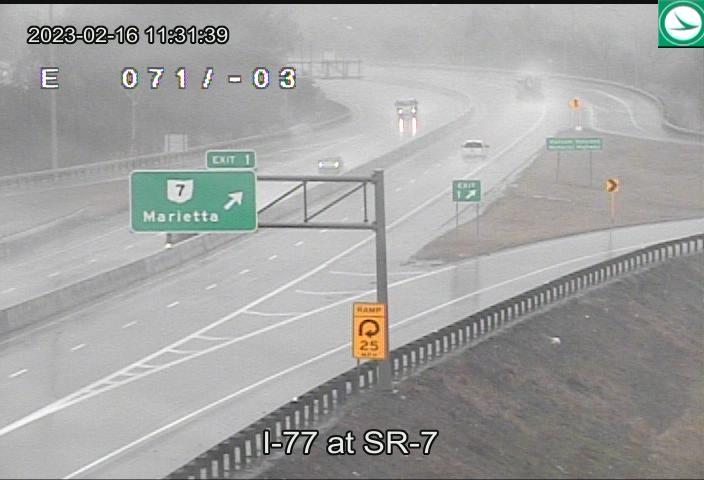 2023-02-16 11:31:39
E 071/-03
EXIT 1
7
Marietta
EXIT
1
RAMP
25
M.P.H.
I-77 at SR-7